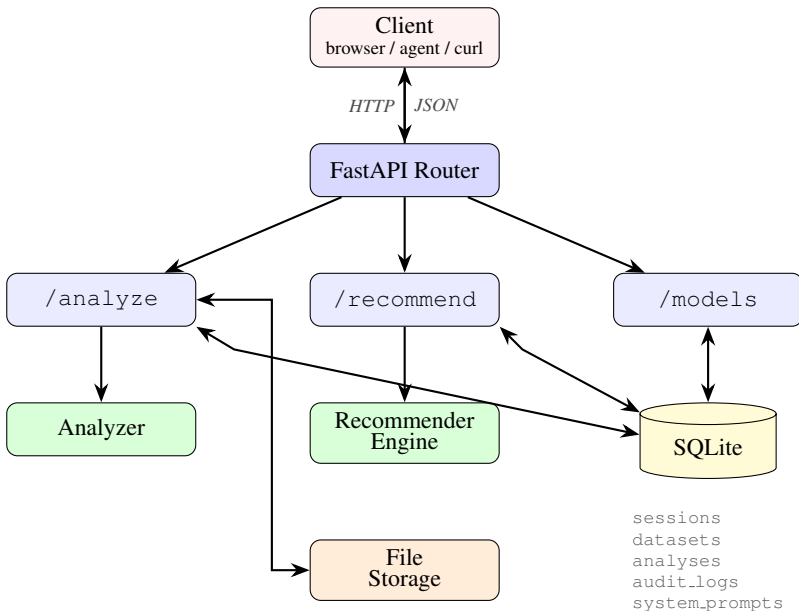 Client
browser / agent / curl
HTTP JSON
FastAPI Router
/analyze
/recommend
/models
Analyzer
Recommender
Engine
SQLite
File
Storage
sessions
datasets
analyses
audit_logs
system_prompts